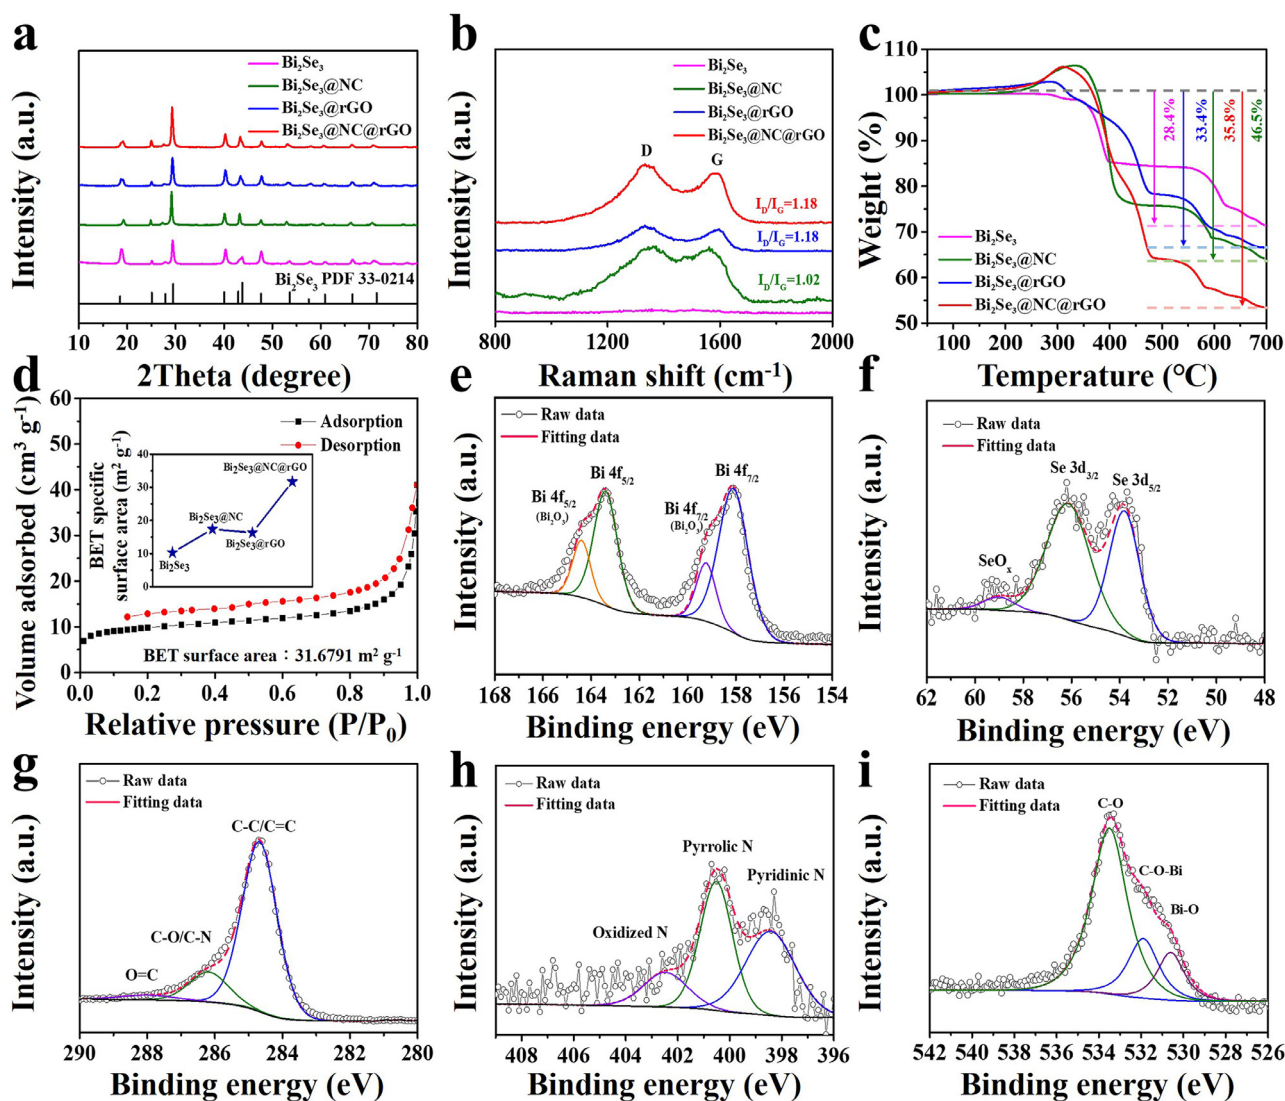 a
Intensity (a.u.)
Bi₂Se₃
Bi₂Se₃@NC
Bi₂Se₃@rGO
Bi₂Se₃@NC@rGO
Bi₂Se₃ PDF 33-0214
10 20 30 40 50 60 70 80
2Theta (degree)
b
Intensity (a.u.)
Bi₂Se₃
Bi₂Se₃@NC
Bi₂Se₃@rGO
Bi₂Se₃@NC@rGO
D G
I_D/I_G=1.18
I_D/I_G=1.18
I_D/I_G=1.02
800 1200 1600 2000
Raman shift (cm⁻¹)
c
Weight (%)
110
100
90
80
70
60
50
28.4%
33.4%
35.8%
46.5%
Bi₂Se₃
Bi₂Se₃@NC
Bi₂Se₃@rGO
Bi₂Se₃@NC@rGO
100 200 300 400 500 600 700
Temperature (°C)
d
Volume adsorbed (cm³ g⁻¹)
60
50
40
30
20
10
0
Adsorption
Desorption
BET specific
surface area (m² g⁻¹)
40
30
20
10
0
Bi₂Se₃@NC@rGO
Bi₂Se₃@NC
Bi₂Se₃@rGO
Bi₂Se₃
BET surface area：31.6791 m² g⁻¹
0.2 0.4 0.6 0.8 1.0
Relative pressure (P/P₀)
e
Intensity (a.u.)
Raw data
Fitting data
Bi 4f₅/₂
(Bi₂O₃)
Bi 4f₅/₂
Bi 4f₇/₂
(Bi₂O₃)
Bi 4f₇/₂
168 166 164 162 160 158 156 154
Binding energy (eV)
f
Intensity (a.u.)
Raw data
Fitting data
Se 3d₃/₂
Se 3d₅/₂
SeOₓ
62 60 58 56 54 52 50 48
Binding energy (eV)
g
Intensity (a.u.)
Raw data
Fitting data
C-C/C=C
C-O/C-N
O=C
290 288 286 284 282 280
Binding energy (eV)
h
Intensity (a.u.)
Raw data
Fitting data
Pyrrolic N
Pyridinic N
Oxidized N
408 406 404 402 400 398 396
Binding energy (eV)
i
Intensity (a.u.)
Raw data
Fitting data
C-O
C-O-Bi
Bi-O
542 540 538 536 534 532 530 528 526
Binding energy (eV)